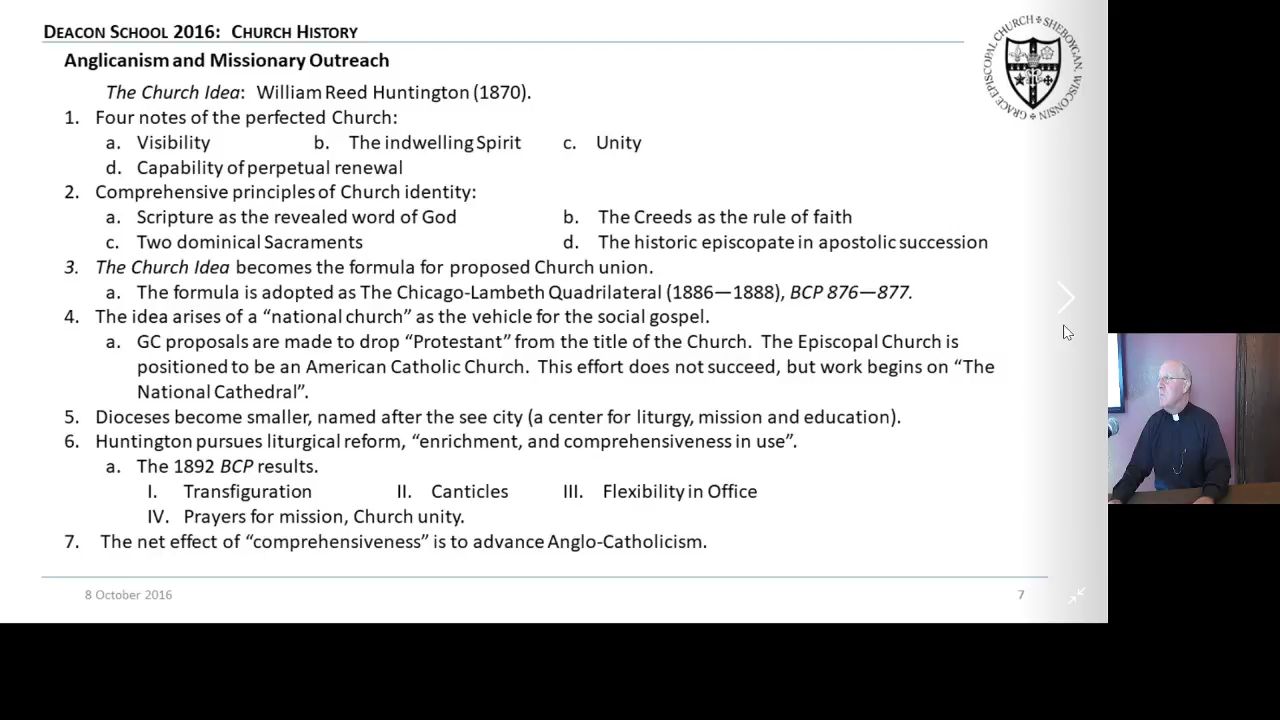 DEACON SCHOOL 2016: CHURCH HISTORY
Anglicanism and Missionary Outreach
The Church Idea: William Reed Huntington (1870).
1. Four notes of the perfected Church:
a. Visibility b. The indwelling Spirit c. Unity
d. Capability of perpetual renewal
2. Comprehensive principles of Church identity:
a. Scripture as the revealed word of God b. The Creeds as the rule of faith
c. Two dominical Sacraments d. The historic episcopate in apostolic succession
3. The Church Idea becomes the formula for proposed Church union.
a. The formula is adopted as The Chicago-Lambeth Quadrilateral (1886—1888), BCP 876—877.
4. The idea arises of a “national church” as the vehicle for the social gospel.
a. GC proposals are made to drop “Protestant” from the title of the Church. The Episcopal Church is
positioned to be an American Catholic Church. This effort does not succeed, but work begins on “The
National Cathedral”.
5. Dioceses become smaller, named after the see city (a center for liturgy, mission and education).
6. Huntington pursues liturgical reform, “enrichment, and comprehensiveness in use”.
a. The 1892 BCP results.
I. Transfiguration II. Canticles III. Flexibility in Office
IV. Prayers for mission, Church unity.
7. The net effect of “comprehensiveness” is to advance Anglo-Catholicism.
8 October 2016 7
GRACE EPISCOPAL CHURCH SHEBOYGAN, WISCONSIN